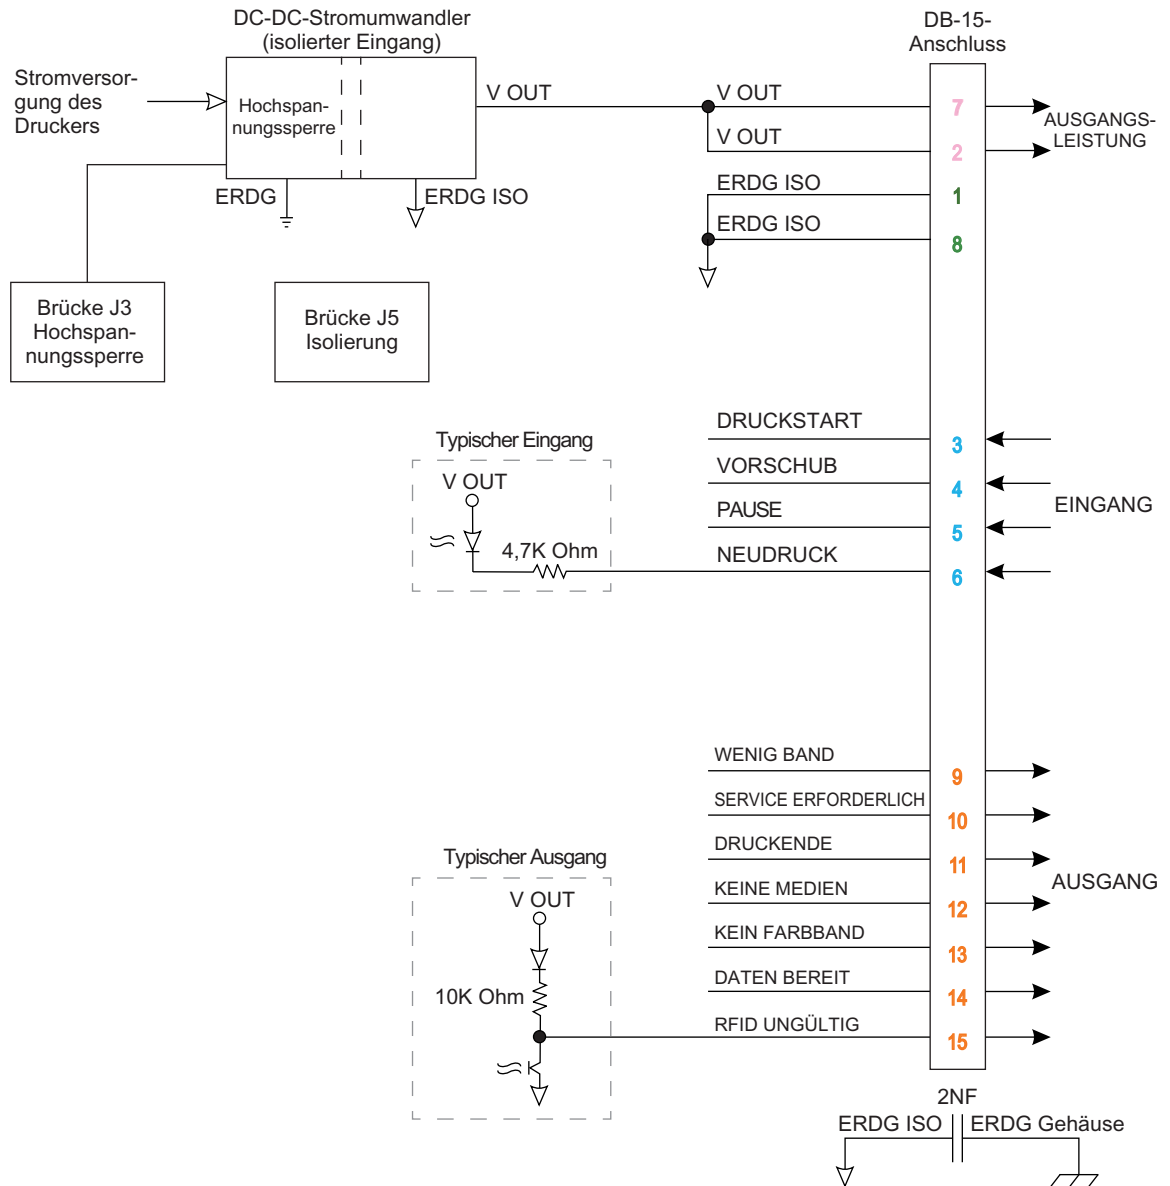 DC-DC-Stromumwandler
(isolierter Eingang)
DB-15-
Anschluss
Stromversor-
gung des
Druckers
Hochspan-
nungssperre
V OUT
V OUT
7
AUSGANGS-
LEISTUNG
V OUT
2
ERDG
ERDG ISO
ERDG ISO
1
ERDG ISO
8
Brücke J3
Hochspan-
nungssperre
Brücke J5
Isolierung
DRUCKSTART
3
VORSCHUB
4
PAUSE
5
NEUDRUCK
6
EINGANG
Typischer Eingang
V OUT
4,7K Ohm
WENIG BAND
9
SERVICE ERFORDERLICH
10
DRUCKENDE
11
KEINE MEDIEN
12
KEIN FARBBAND
13
DATEN BEREIT
14
RFID UNGÜLTIG
15
AUSGANG
Typischer Ausgang
V OUT
10K Ohm
2NF
ERDG ISO
ERDG Gehäuse